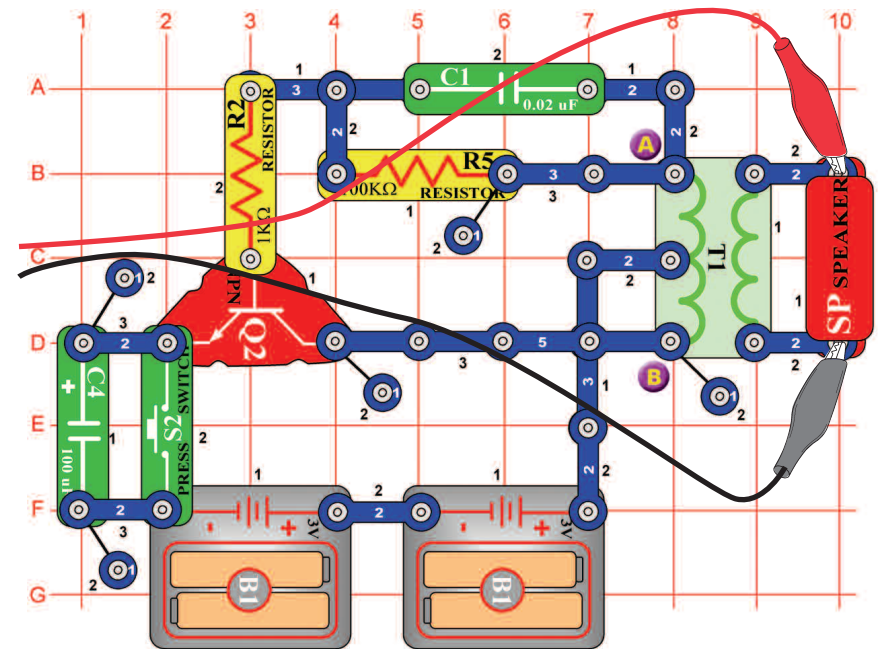 1 2 3 4 5 6 7 8 9 10
A
B
C
D
E
F
G
1
3
C1
2
0.02 uF
1
2
R2
RESISTOR
1KΩ
2
2
2
R5
100KΩ
RESISTOR
1
3
3
2
2
A
2
2
T1
1
SP
SPEAKER
1
2
2
1
2
2
2
1
2
3
2
NPN
Q2
1
C4
+
100 uF
1
S2
PRESS SWITCH
2
5
3
1
2
B
1
2
3
1
2
2
2
3
1
2
1
- +
3V
B1
2
2
1
- +
3V
B1